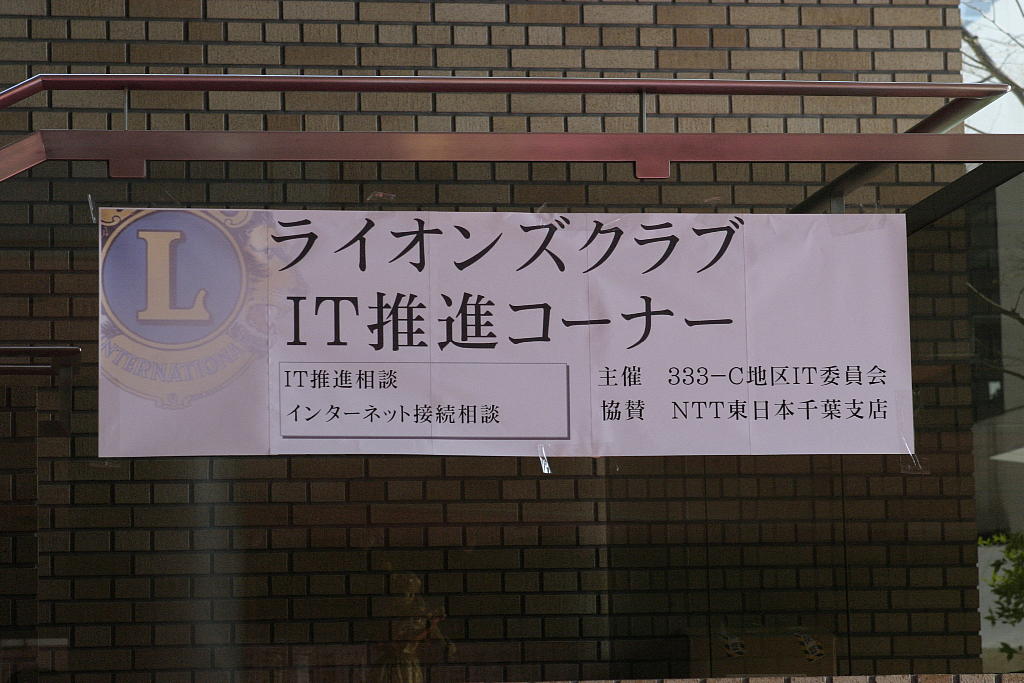 L
INTERNATIONAL
ライオンズクラブ
IT推進コーナー
IT推進相談
インターネット接続相談
主催　333−C地区IT委員会
協賛　NTT東日本千葉支店